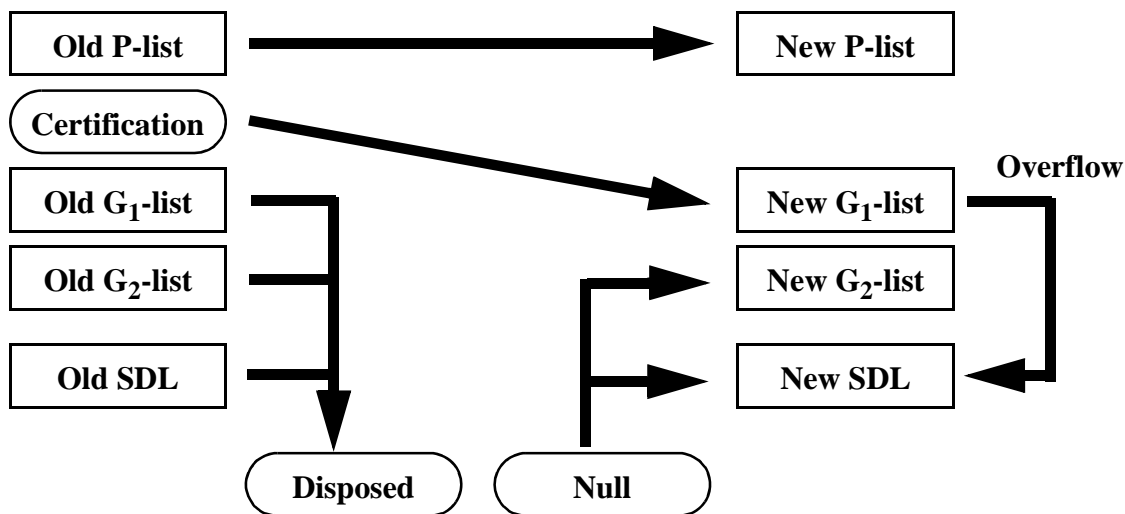 Old P-list
New P-list
Certification
Overflow
Old G₁-list
New G₁-list
Old G₂-list
New G₂-list
Old SDL
New SDL
Disposed
Null